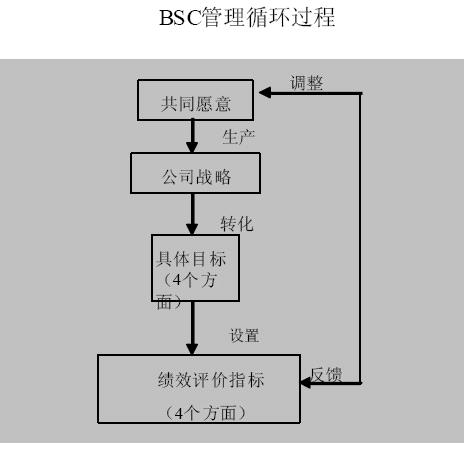 BSC管理循环过程
调整
共同愿意
生产
公司战略
转化
具体目标
（4个方
面）
设置
反馈
绩效评价指标
（4个方面）